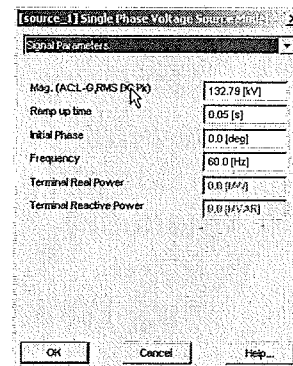 [source_1] Single Phase Voltage Source Mode
Signal Parameters
Mag. (AC:L-G,RMS DC:Pk) 132.79 [kV]
Ramp up time 0.05 [s]
Initial Phase 0.0 [deg]
Frequency 60.0 [Hz]
Terminal Real Power 0.0 [MW]
Terminal Reactive Power 0.0 [MVAR]
OK Cancel Help...